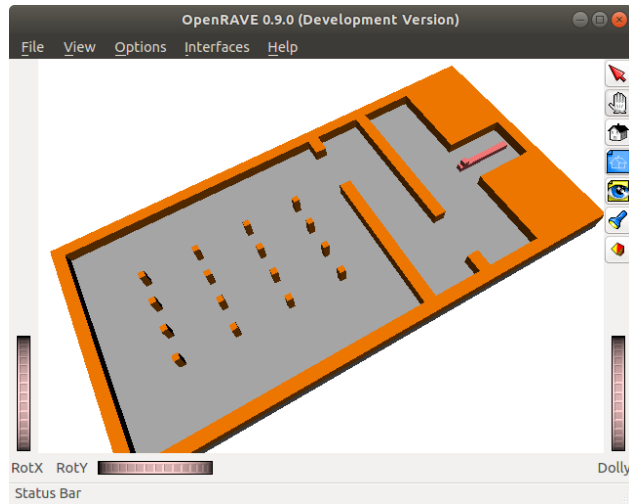 OpenRAVE 0.9.0 (Development Version)
File View Options Interfaces Help
RotX RotY Dolly
Status Bar